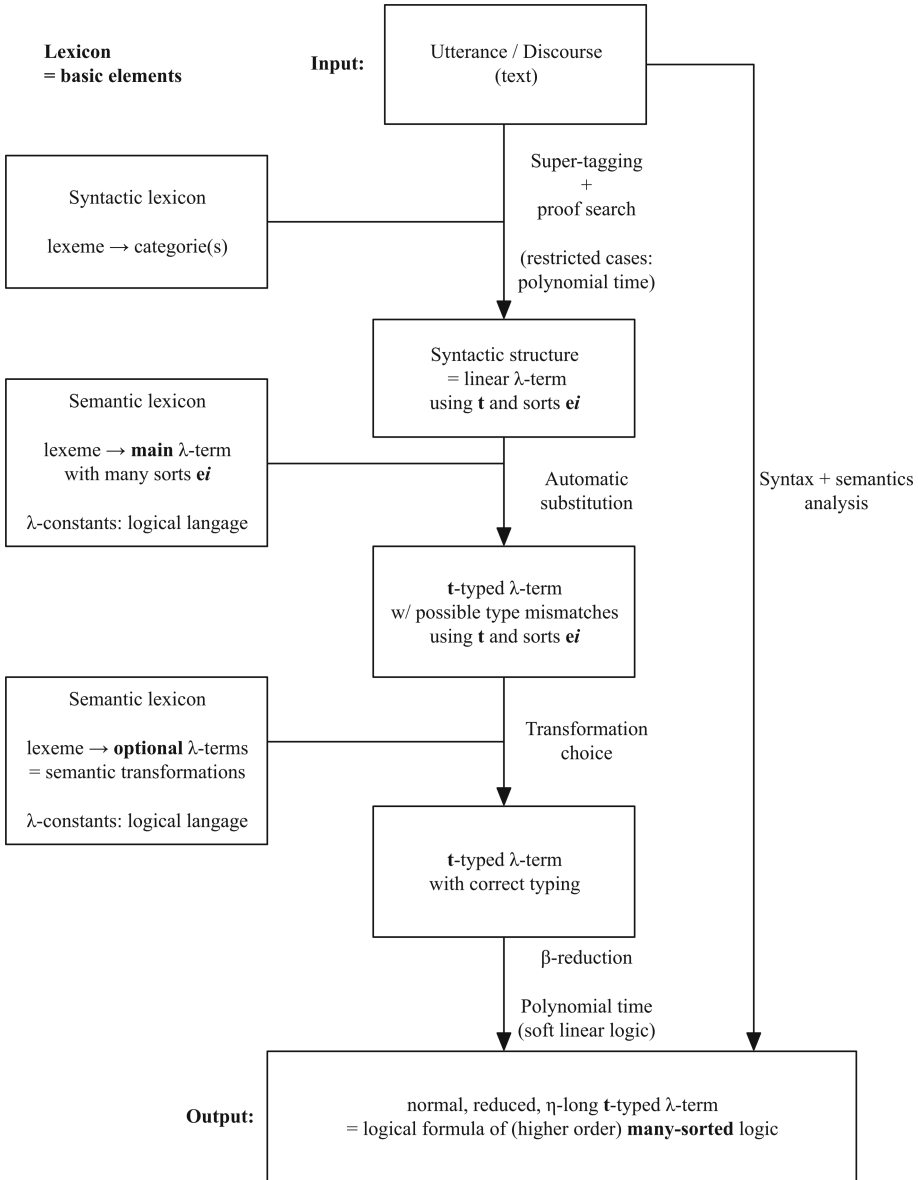 Lexicon
= basic elements
Input:
Utterance / Discourse
(text)
Super-tagging
+
proof search
(restricted cases:
polynomial time)
Syntactic lexicon
lexeme → categorie(s)
Syntactic structure
= linear λ-term
using t and sorts ei
Semantic lexicon
lexeme → main λ-term
with many sorts ei
λ-constants: logical langage
Automatic
substitution
Syntax + semantics
analysis
t-typed λ-term
w/ possible type mismatches
using t and sorts ei
Semantic lexicon
lexeme → optional λ-terms
= semantic transformations
λ-constants: logical langage
Transformation
choice
t-typed λ-term
with correct typing
β-reduction
Polynomial time
(soft linear logic)
Output:
normal, reduced, η-long t-typed λ-term
= logical formula of (higher order) many-sorted logic